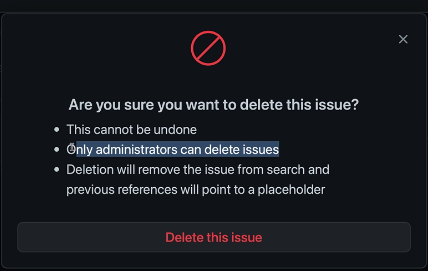 Are you sure you want to delete this issue?
This cannot be undone
Only administrators can delete issues
Deletion will remove the issue from search and
previous references will point to a placeholder
Delete this issue